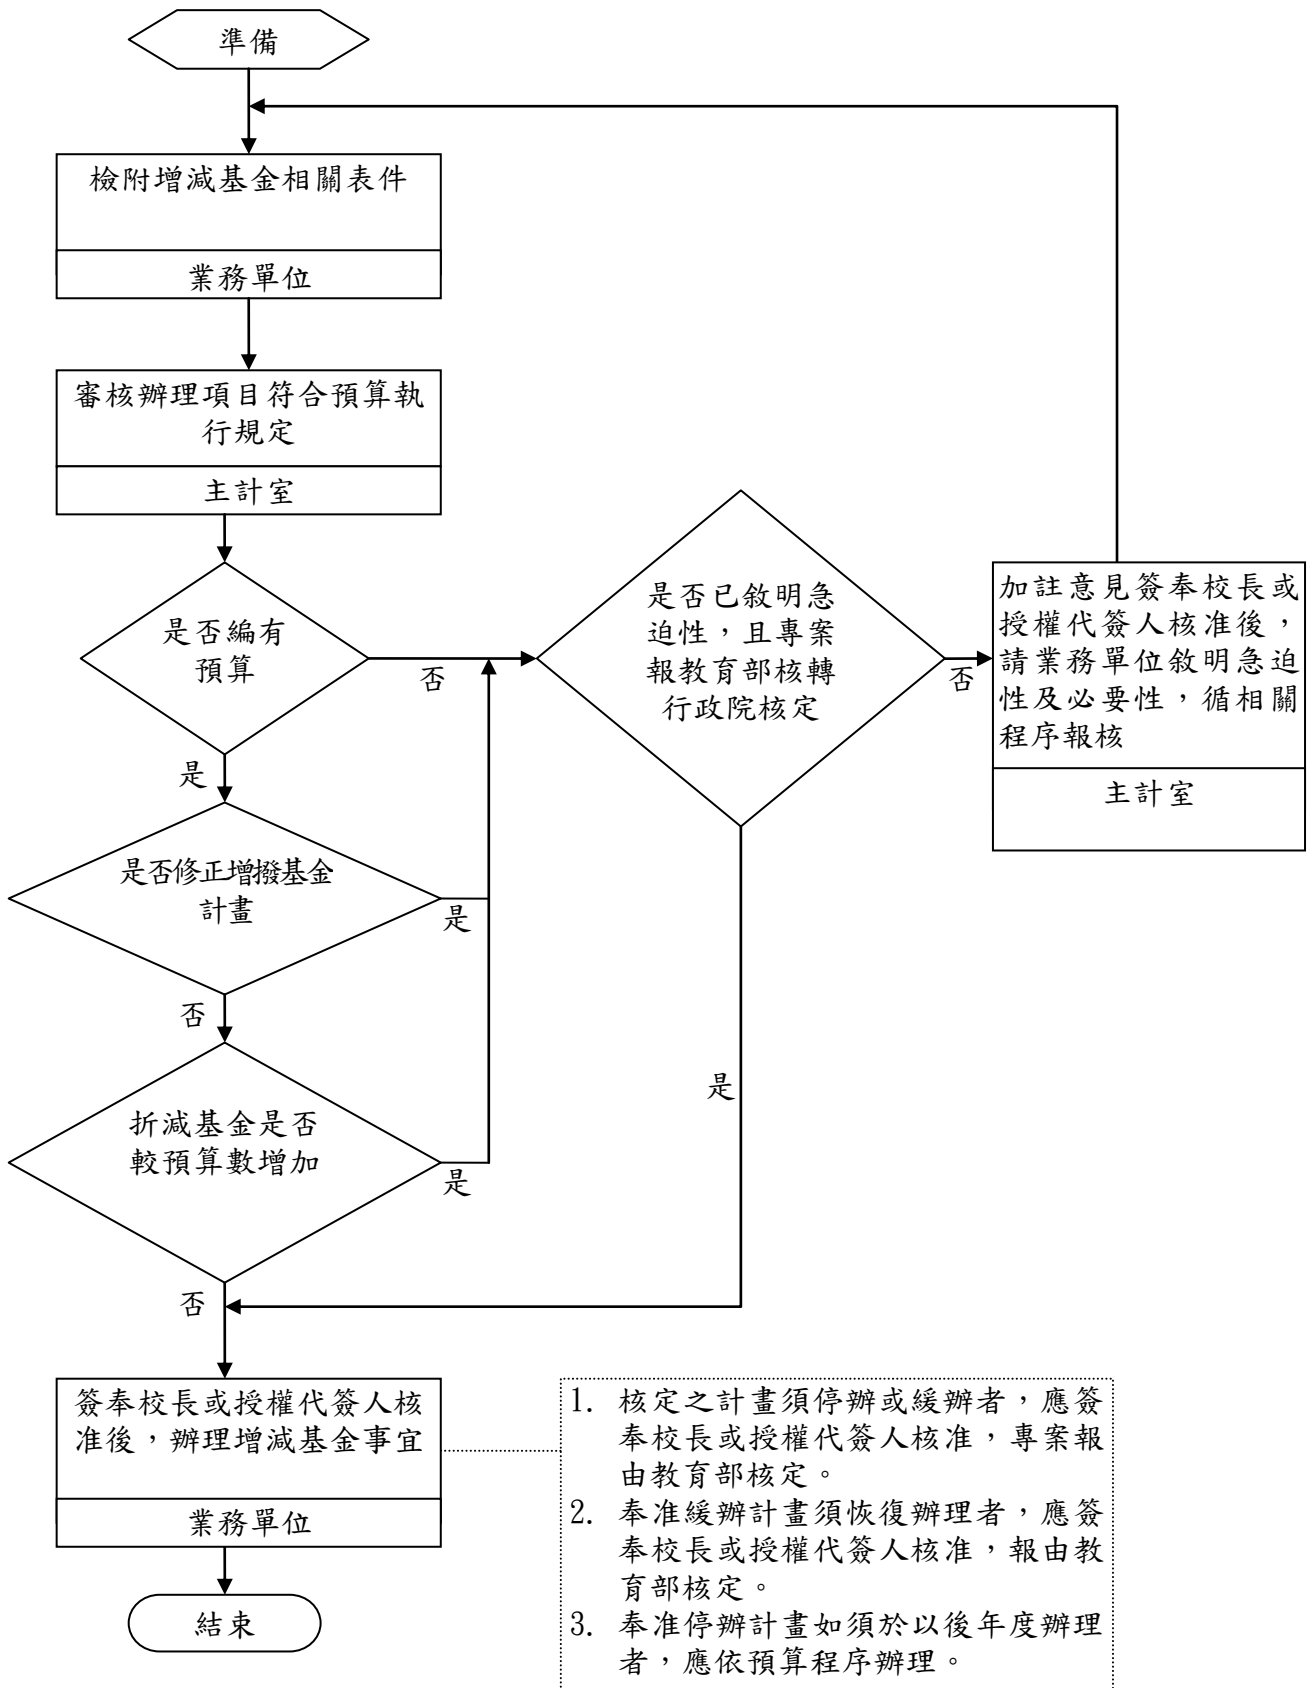 準備
檢附增減基金相關表件
業務單位
審核辦理項目符合預算執
行規定
主計室
是否編有
預算
否
是
是否已敘明急
迫性，且專案
報教育部核轉
行政院核定
否
加註意見簽奉校長或
授權代簽人核准後，
請業務單位敘明急迫
性及必要性，循相關
程序報核
主計室
是否修正增撥基金
計畫
是
否
是
折減基金是否
較預算數增加
是
否
簽奉校長或授權代簽人核
准後，辦理增減基金事宜
業務單位
結束
1. 核定之計畫須停辦或緩辦者，應簽
奉校長或授權代簽人核准，專案報
由教育部核定。
2. 奉准緩辦計畫須恢復辦理者，應簽
奉校長或授權代簽人核准，報由教
育部核定。
3. 奉准停辦計畫如須於以後年度辦理
者，應依預算程序辦理。